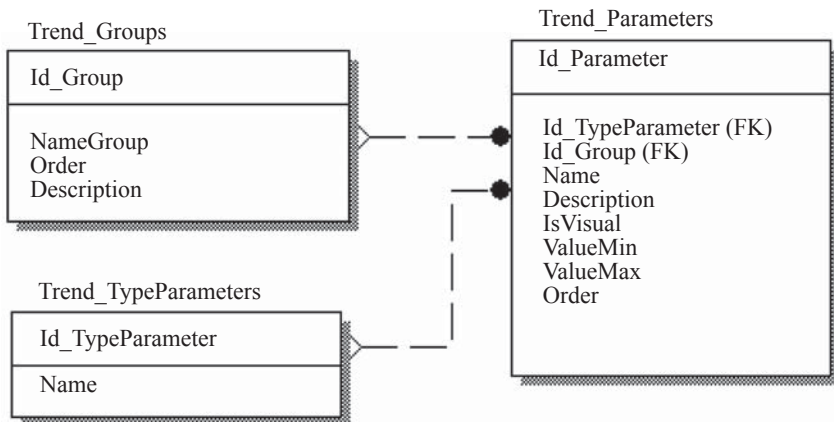 Trend_Groups
Id_Group
NameGroup
Order
Description
Trend_TypeParameters
Id_TypeParameter
Name
Trend_Parameters
Id_Parameter
Id_TypeParameter (FK)
Id_Group (FK)
Name
Description
IsVisual
ValueMin
ValueMax
Order